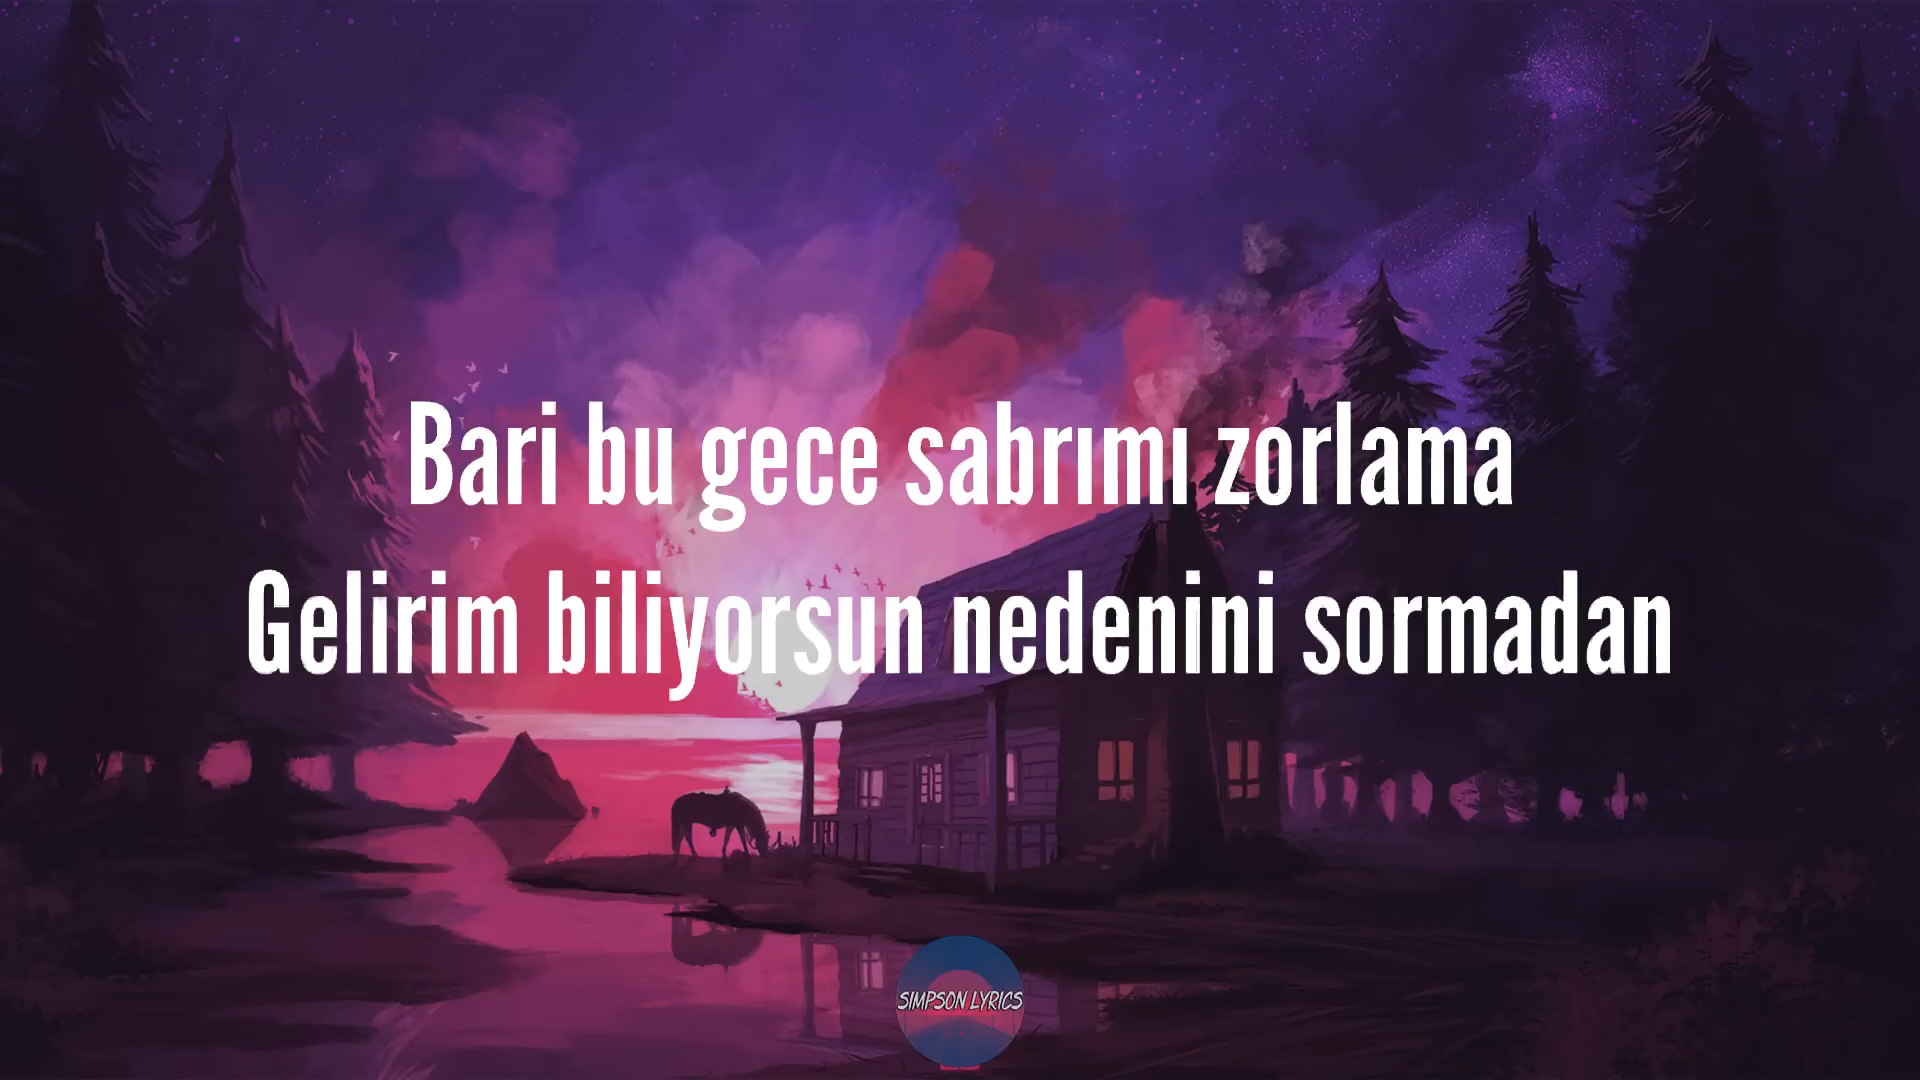 Bari bu gece sabrımı zorlama
Gelirim biliyorsun nedenini sormadan
SIMPSON LYRICS